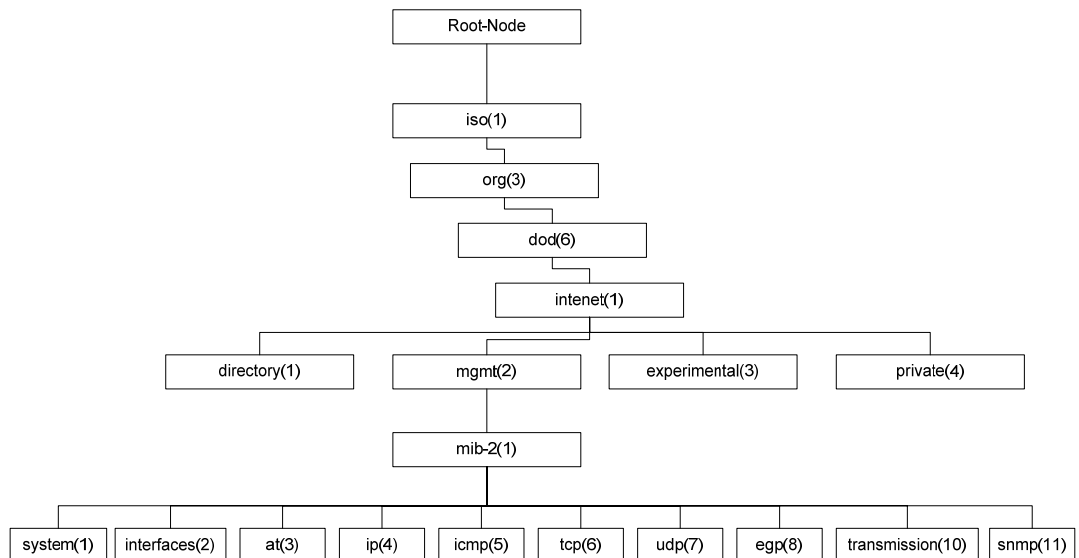 Root-Node
iso(1)
org(3)
dod(6)
intenet(1)
directory(1)
mgmt(2)
experimental(3)
private(4)
mib-2(1)
system(1)
interfaces(2)
at(3)
ip(4)
icmp(5)
tcp(6)
udp(7)
egp(8)
transmission(10)
snmp(11)